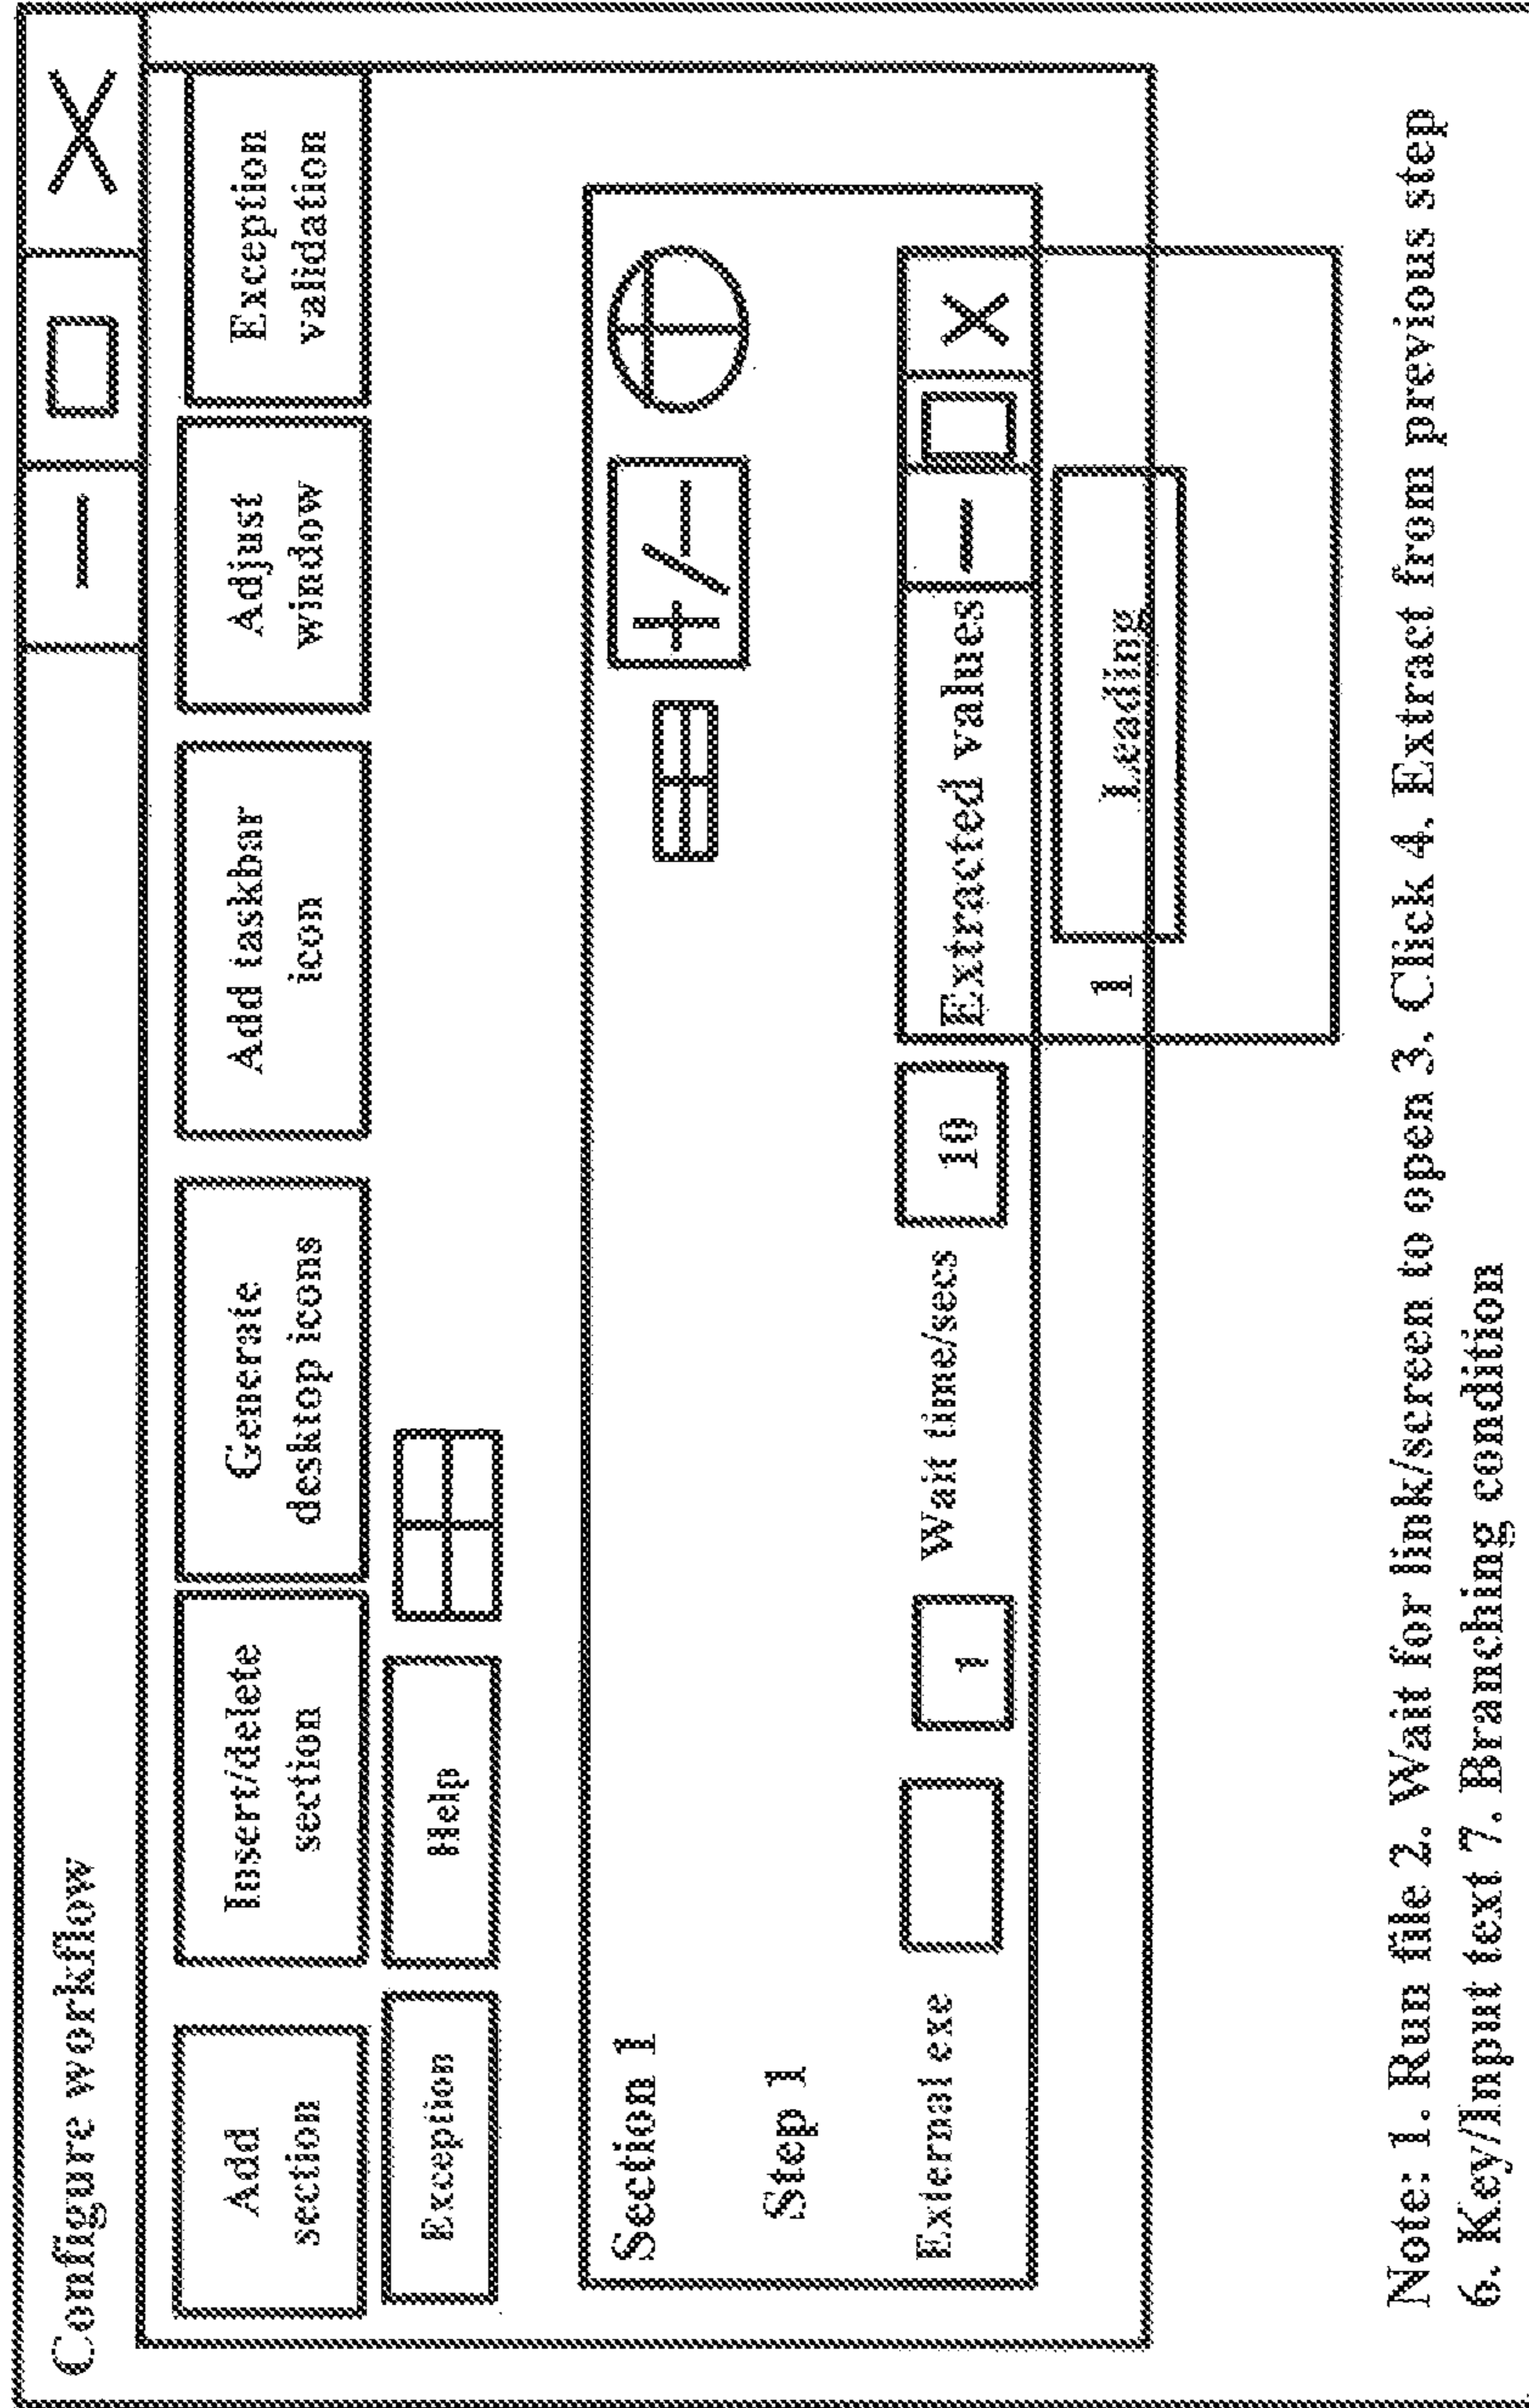 Configure workflow
Add
section
Insert/delete
section
Generate
desktop icons
Add taskbar
icon
Adjust
window
Exception
validation
Exception
Help
Section 1
+/−
Step 1
External exe
1
Wait time/secs
10
Extracted values
1
Leading
Note: 1. Run file 2. Wait for link/screen to open 3. Click 4. Extract from previous step
6. Key/Input text 7. Branching condition